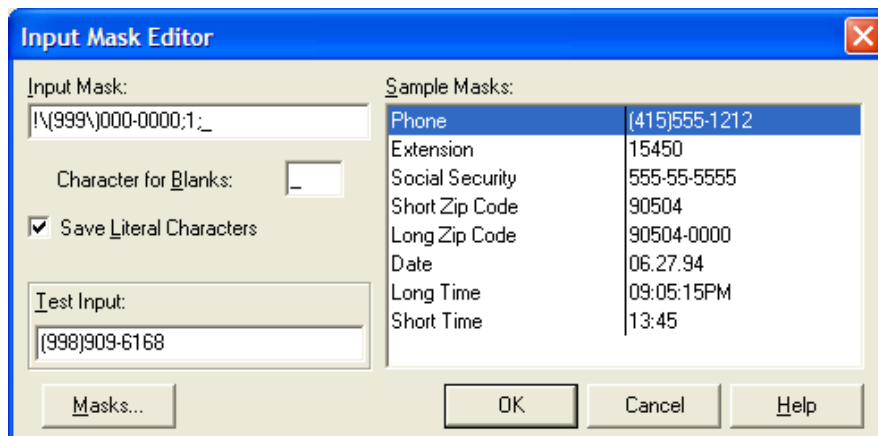 Input Mask Editor
Input Mask:
!\(999\)000-0000;1;_
Character for Blanks: _
Save Literal Characters
Test Input:
(998)909-6168
Sample Masks:
Phone (415)555-1212
Extension 15450
Social Security 555-55-5555
Short Zip Code 90504
Long Zip Code 90504-0000
Date 06.27.94
Long Time 09:05:15PM
Short Time 13:45
Masks... OK Cancel Help